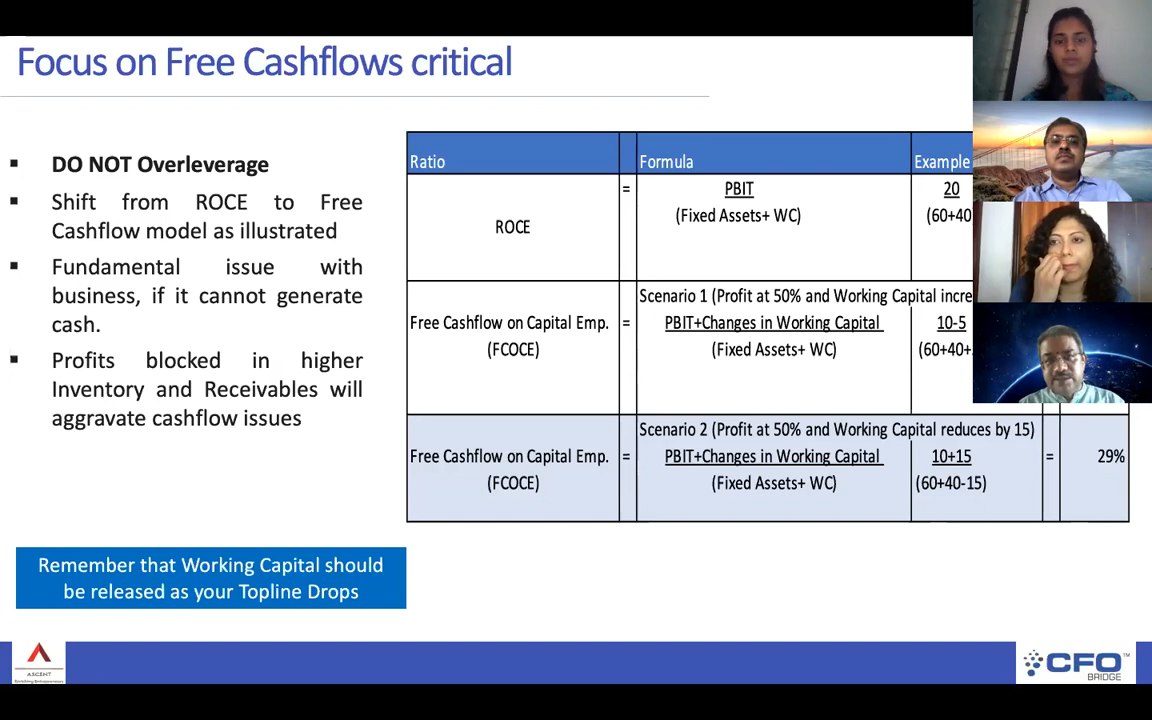 Focus on Free Cashflows critical
▪ DO NOT Overleverage
▪ Shift from ROCE to Free
Cashflow model as illustrated
▪ Fundamental issue with
business, if it cannot generate
cash.
▪ Profits blocked in higher
Inventory and Receivables will
aggravate cashflow issues
Remember that Working Capital should
be released as your Topline Drops
Ratio Formula Example
= PBIT 20
(Fixed Assets+ WC) (60+40
ROCE
Scenario 1 (Profit at 50% and Working Capital incre
Free Cashflow on Capital Emp. = PBIT+Changes in Working Capital 10-5
(FCOCE) (Fixed Assets+ WC) (60+40+
Scenario 2 (Profit at 50% and Working Capital reduces by 15)
Free Cashflow on Capital Emp. = PBIT+Changes in Working Capital 10+15 = 29%
(FCOCE) (Fixed Assets+ WC) (60+40-15)
ASCENT
CFO
BRIDGE
TM